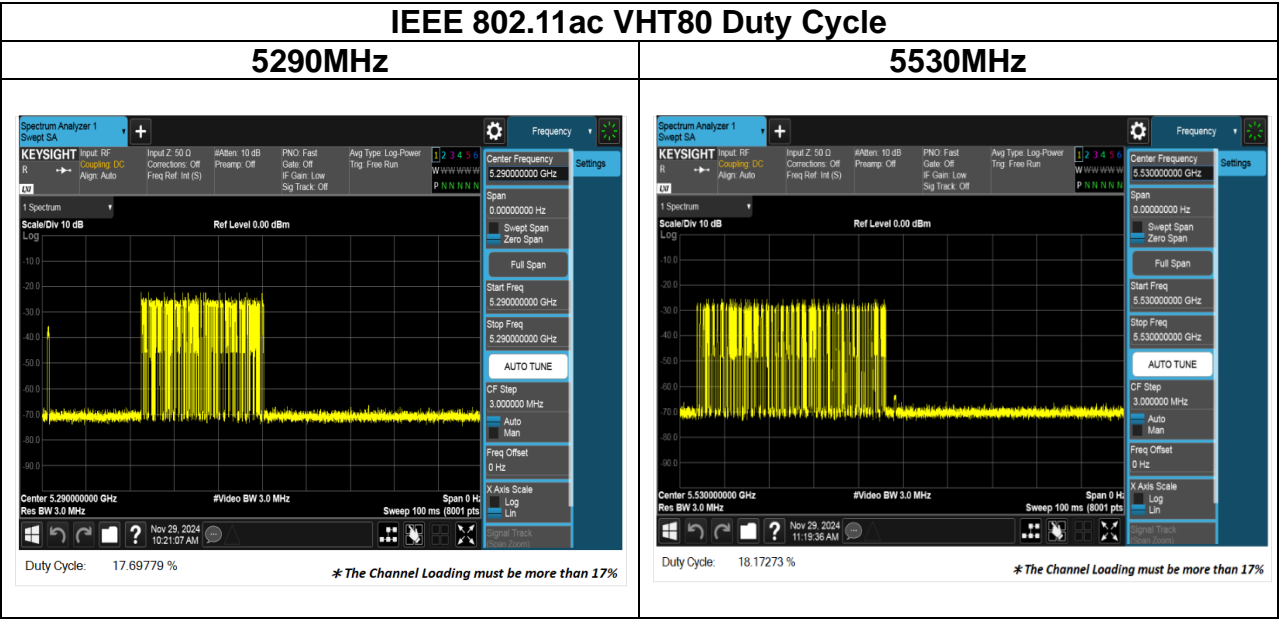 IEEE 802.11ac VHT80 Duty Cycle
5290MHz
5530MHz
Spectrum Analyzer 1
Swept SA
+
Frequency
KEYSIGHT
R
LXI
Input: RF
Coupling: DC
Align: Auto
Input Z: 50 Ω
Corrections: Off
Freq Ref: Int (S)
#Atten: 10 dB
Preamp: Off
PNO: Fast
Gate: Off
IF Gain: Low
Sig Track: Off
Avg Type: Log-Power
Trig: Free Run
1 2 3 4 5 6
W W W W W W
P N N N N N
Center Frequency
5.290000000 GHz
Settings
Span
0.00000000 Hz
Swept Span
Zero Span
Full Span
Start Freq
5.290000000 GHz
Stop Freq
5.290000000 GHz
AUTO TUNE
CF Step
3.000000 MHz
Auto
Man
Freq Offset
0 Hz
X Axis Scale
Log
Lin
Signal Track
(Span Zoom)
1 Spectrum
Scale/Div 10 dB
Ref Level 0.00 dBm
Log
-10.0
-20.0
-30.0
-40.0
-50.0
-60.0
-70.0
-80.0
-90.0
Center 5.290000000 GHz
#Video BW 3.0 MHz
Span 0 Hz
Res BW 3.0 MHz
Sweep 100 ms (8001 pts
?
Nov 29, 2024
10:21:07 AM
Duty Cycle: 17.69779 %
* The Channel Loading must be more than 17%
Spectrum Analyzer 1
Swept SA
+
Frequency
KEYSIGHT
R
LXI
Input: RF
Coupling: DC
Align: Auto
Input Z: 50 Ω
Corrections: Off
Freq Ref: Int (S)
#Atten: 10 dB
Preamp: Off
PNO: Fast
Gate: Off
IF Gain: Low
Sig Track: Off
Avg Type: Log-Power
Trig: Free Run
1 2 3 4 5 6
W W W W W W
P N N N N N
Center Frequency
5.530000000 GHz
Settings
Span
0.00000000 Hz
Swept Span
Zero Span
Full Span
Start Freq
5.530000000 GHz
Stop Freq
5.530000000 GHz
AUTO TUNE
CF Step
3.000000 MHz
Auto
Man
Freq Offset
0 Hz
X Axis Scale
Log
Lin
Signal Track
(Span Zoom)
1 Spectrum
Scale/Div 10 dB
Ref Level 0.00 dBm
Log
-10.0
-20.0
-30.0
-40.0
-50.0
-60.0
-70.0
-80.0
-90.0
Center 5.530000000 GHz
#Video BW 3.0 MHz
Span 0 Hz
Res BW 3.0 MHz
Sweep 100 ms (8001 pts
?
Nov 29, 2024
11:19:36 AM
Duty Cycle: 18.17273 %
* The Channel Loading must be more than 17%